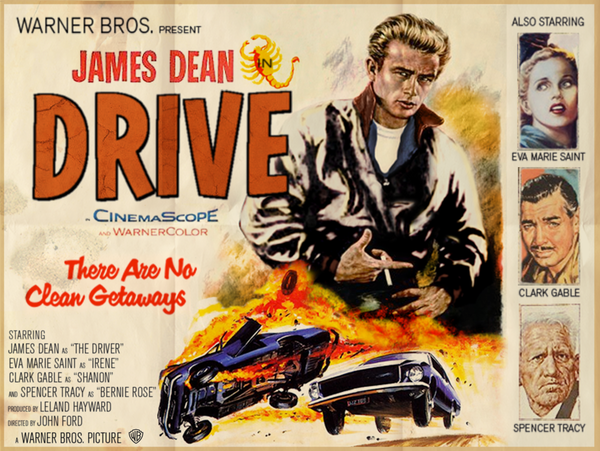 WARNER BROS. PRESENT
JAMES DEAN IN
DRIVE
IN CINEMASCOPE
AND WARNERCOLOR
There Are No
Clean Getaways
STARRING
JAMES DEAN AS "THE DRIVER"
EVA MARIE SAINT AS "IRENE"
CLARK GABLE AS "SHANON"
AND SPENCER TRACY AS "BERNIE ROSE"
PRODUCED BY LELAND HAYWARD
DIRECTED BY JOHN FORD
A WARNER BROS. PICTURE WB
ALSO STARRING
EVA MARIE SAINT
CLARK GABLE
SPENCER TRACY